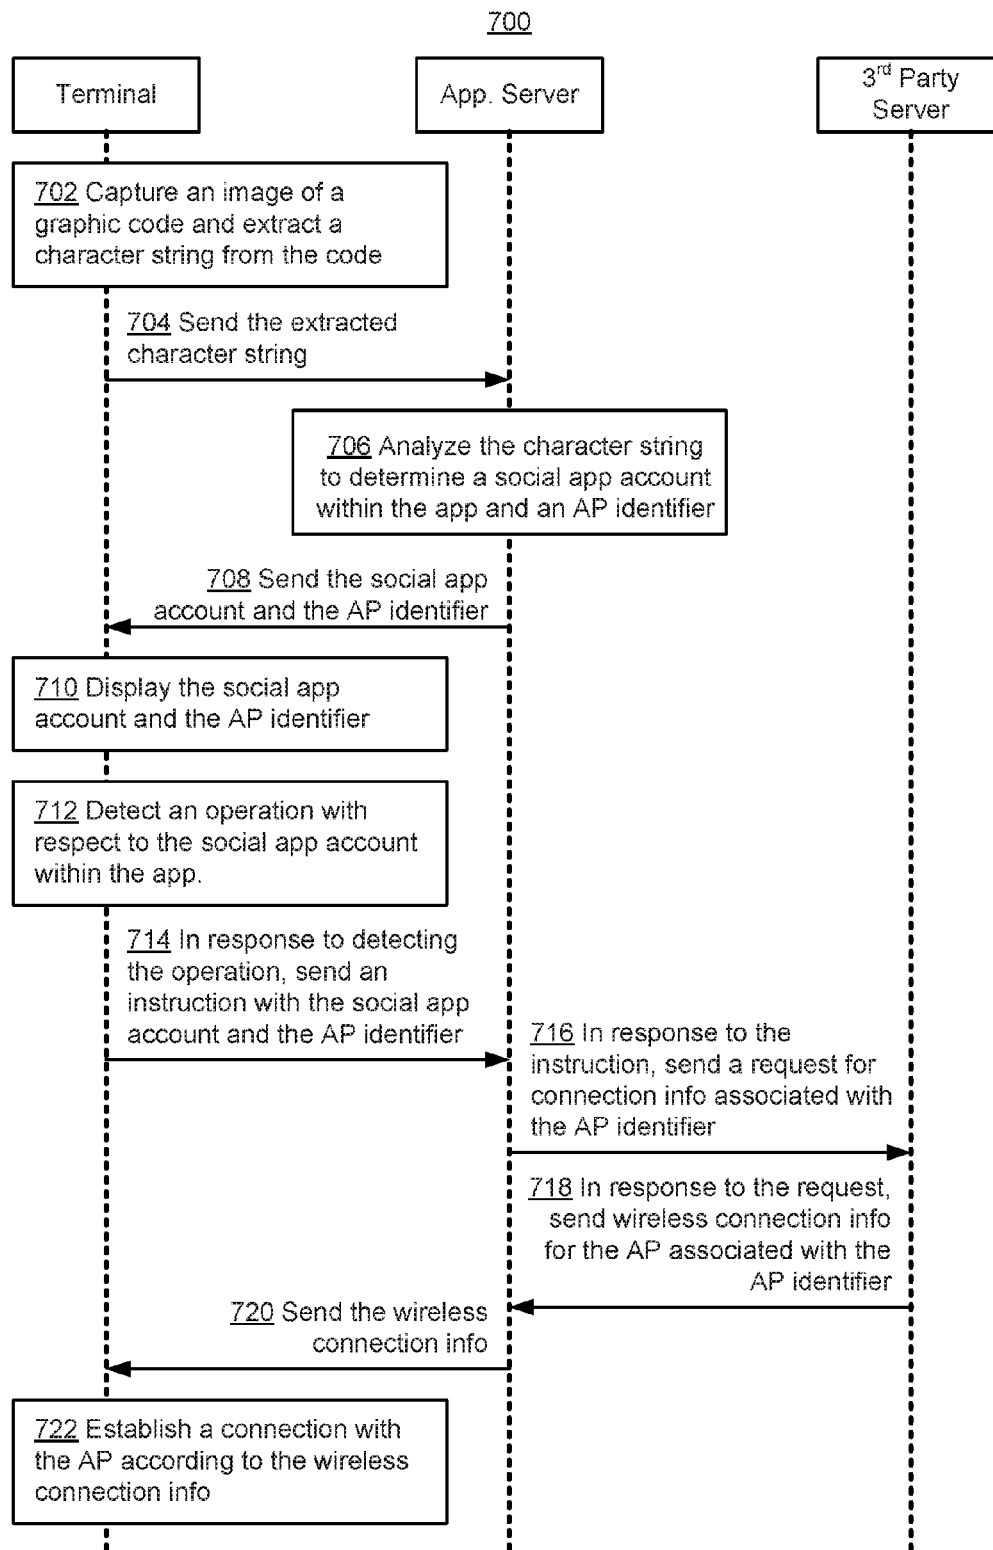 700
Terminal
App. Server
3rd Party
Server
702 Capture an image of a
graphic code and extract a
character string from the code
704 Send the extracted
character string
706 Analyze the character string
to determine a social app account
within the app and an AP identifier
708 Send the social app
account and the AP identifier
710 Display the social app
account and the AP identifier
712 Detect an operation with
respect to the social app account
within the app.
714 In response to detecting
the operation, send an
instruction with the social app
account and the AP identifier
716 In response to the
instruction, send a request for
connection info associated with
the AP identifier
718 In response to the request,
send wireless connection info
for the AP associated with the
AP identifier
720 Send the wireless
connection info
722 Establish a connection with
the AP according to the wireless
connection info